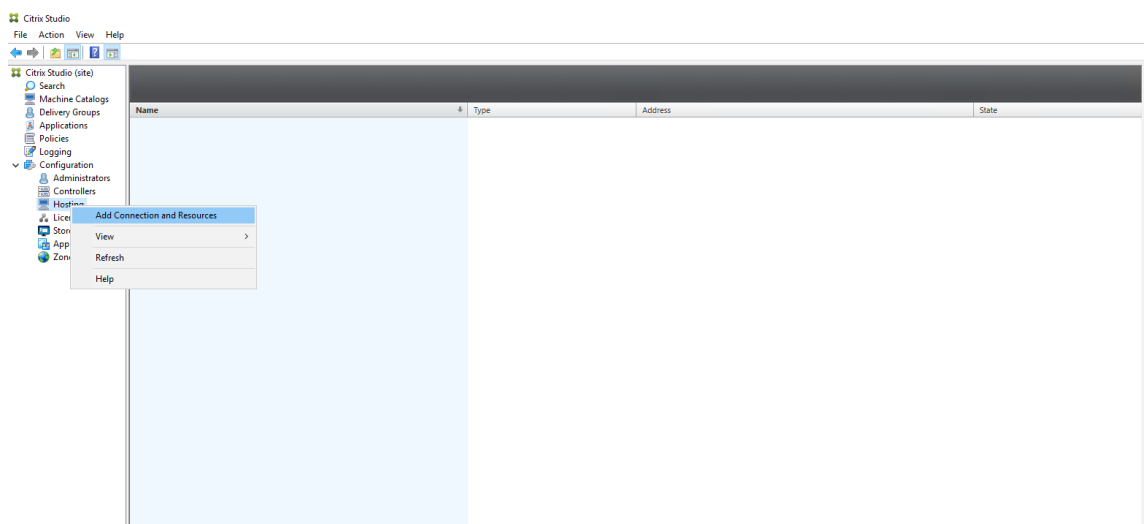 Citrix Studio
File Action View Help
Citrix Studio (site)
Search
Machine Catalogs
Delivery Groups
Applications
Policies
Logging
Configuration
Administrators
Controllers
Hosting
Name Type Address State
Add Connection and Resources
View
Refresh
Help